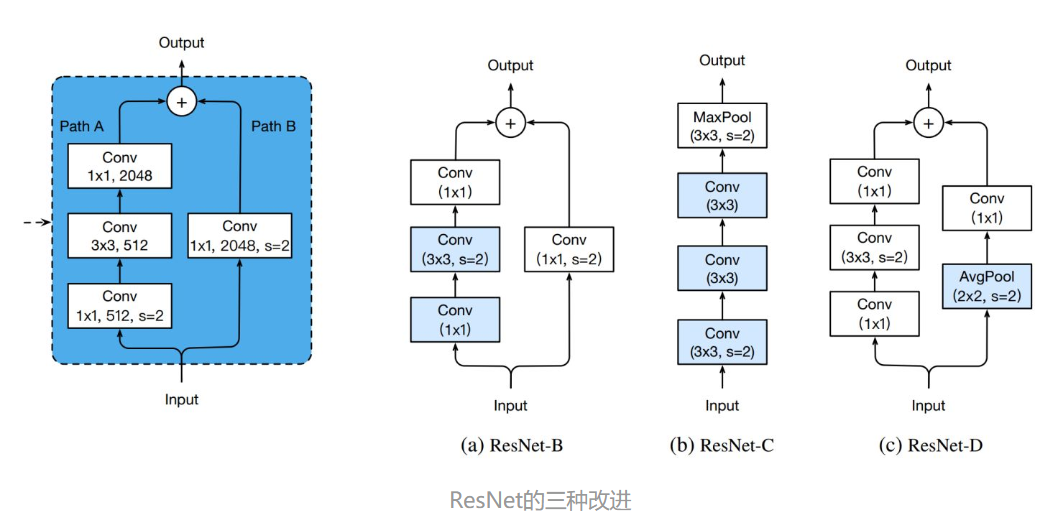 Output
+
Path A
Path B
Conv
1x1, 2048
Conv
3x3, 512
Conv
1x1, 2048, s=2
Conv
1x1, 512, s=2
Input
Output
+
Conv
(1x1)
Conv
(3x3, s=2)
Conv
(1x1, s=2)
Conv
(1x1)
Input
(a) ResNet-B
Output
MaxPool
(3x3, s=2)
Conv
(3x3)
Conv
(3x3)
Conv
(3x3, s=2)
Input
(b) ResNet-C
Output
+
Conv
(1x1)
Conv
(1x1)
Conv
(3x3, s=2)
AvgPool
(2x2, s=2)
Conv
(1x1)
Input
(c) ResNet-D
ResNet的三种改进